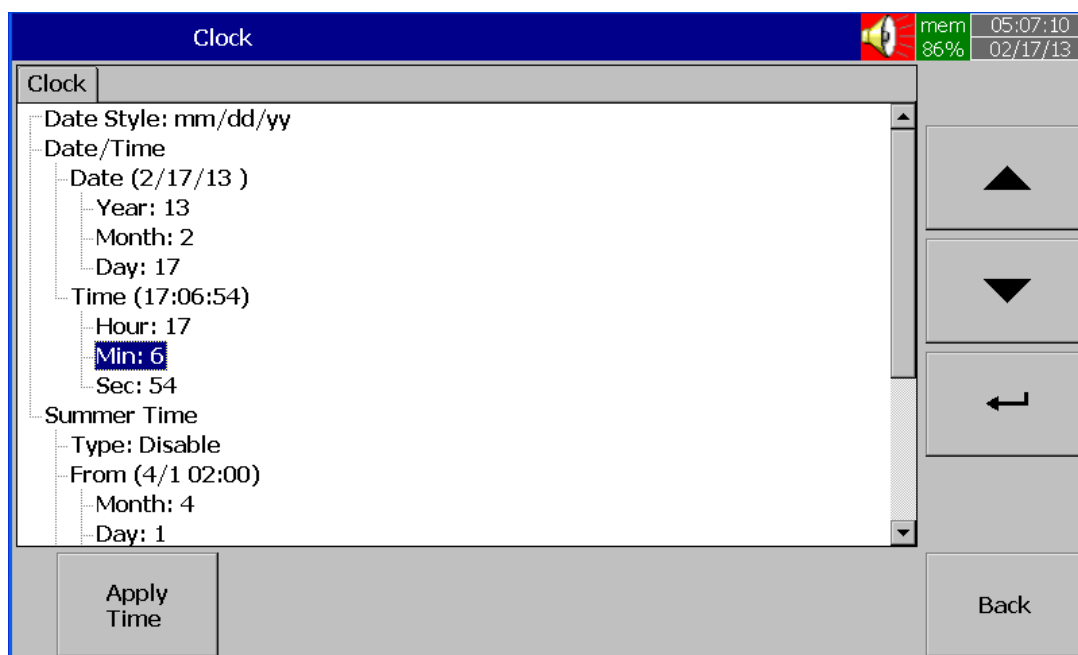 Clock
mem 05:07:10
86% 02/17/13
Clock
Date Style: mm/dd/yy
Date/Time
Date (2/17/13 )
Year: 13
Month: 2
Day: 17
Time (17:06:54)
Hour: 17
Min: 6
Sec: 54
Summer Time
Type: Disable
From (4/1 02:00)
Month: 4
Day: 1
Apply
Time
Back